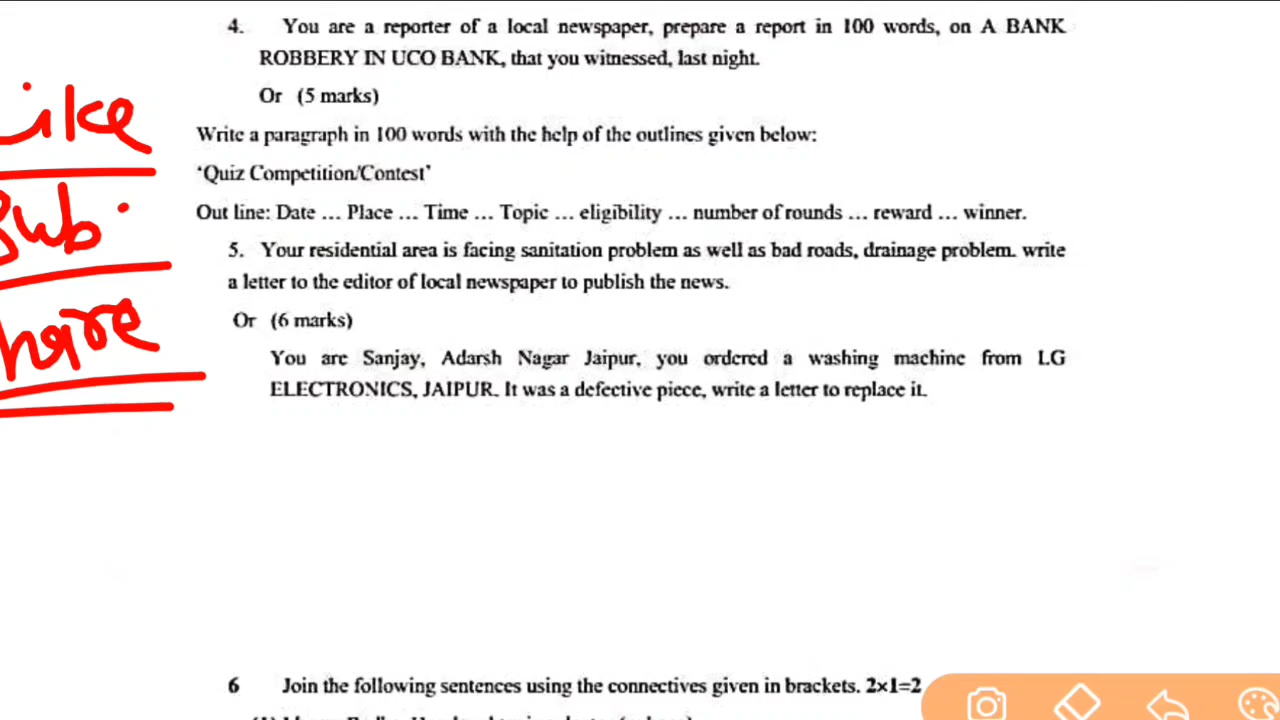 4. You are a reporter of a local newspaper, prepare a report in 100 words, on A BANK
ROBBERY IN UCO BANK, that you witnessed, last night.
Or (5 marks)
Like
Write a paragraph in 100 words with the help of the outlines given below:
'Quiz Competition/Contest'
Out line: Date ... Place ... Time ... Topic ... eligibility ... number of rounds ... reward ... winner.
Sub
5. Your residential area is facing sanitation problem as well as bad roads, drainage problem. write
a letter to the editor of local newspaper to publish the news.
Or (6 marks)
hare
You are Sanjay, Adarsh Nagar Jaipur, you ordered a washing machine from LG
ELECTRONICS, JAIPUR. It was a defective piece, write a letter to replace it.
6 Join the following sentences using the connectives given in brackets. 2×1=2